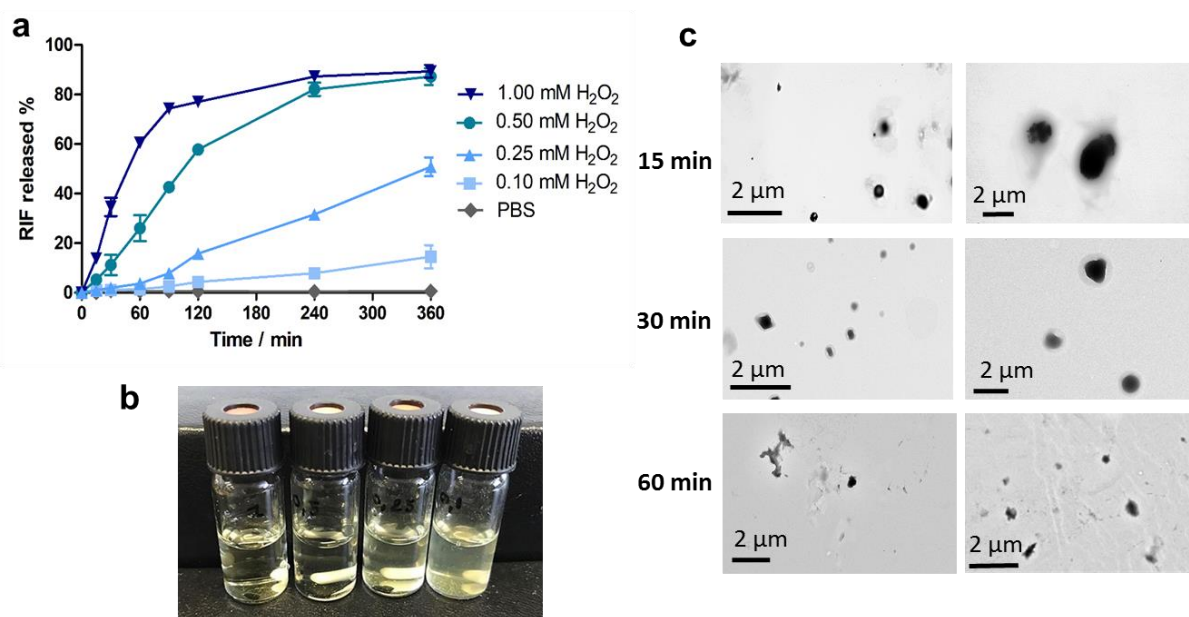 a
100
80
60
40
20
0
RIF released %
0 60 120 180 240 300 360
Time / min
1.00 mM H₂O₂
0.50 mM H₂O₂
0.25 mM H₂O₂
0.10 mM H₂O₂
PBS
b
c
15 min
2 µm
2 µm
30 min
2 µm
2 µm
60 min
2 µm
2 µm